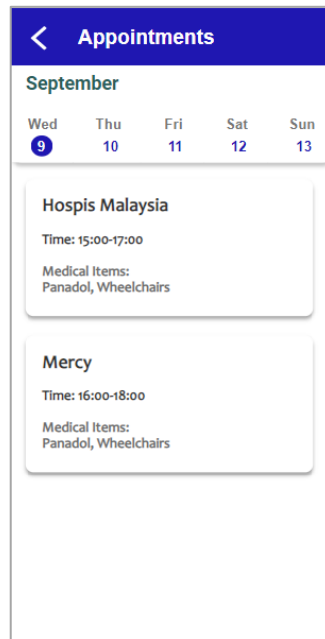 Appointments
September
Wed Thu Fri Sat Sun
9 10 11 12 13
Hospis Malaysia
Time: 15:00-17:00
Medical Items:
Panadol, Wheelchairs
Mercy
Time: 16:00-18:00
Medical Items:
Panadol, Wheelchairs